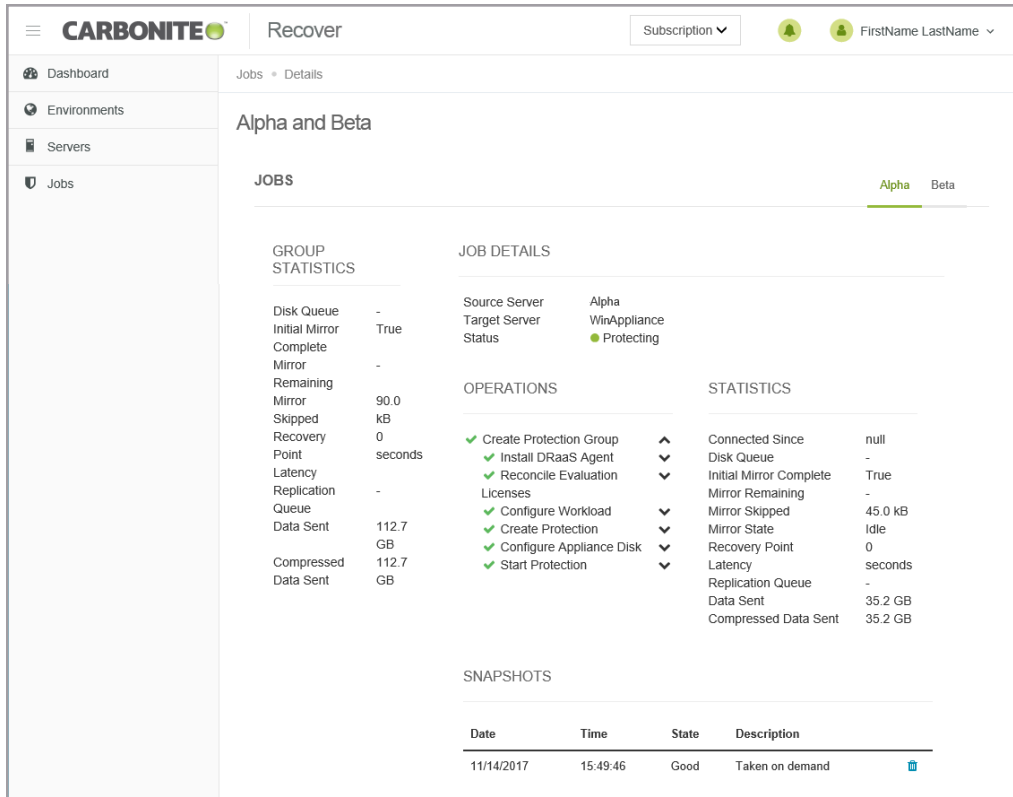 CARBONITE
Recover
Subscription
FirstName LastName
Dashboard
Environments
Servers
Jobs
Jobs • Details
Alpha and Beta
JOBS
Alpha Beta
GROUP
STATISTICS
Disk Queue -
Initial Mirror True
Complete
Mirror -
Remaining
Mirror 90.0
Skipped kB
Recovery 0
Point seconds
Latency
Replication -
Queue
Data Sent 112.7
GB
Compressed 112.7
Data Sent GB
JOB DETAILS
Source Server Alpha
Target Server WinAppliance
Status Protecting
OPERATIONS
Create Protection Group
Install DRaaS Agent
Reconcile Evaluation
Licenses
Configure Workload
Create Protection
Configure Appliance Disk
Start Protection
STATISTICS
Connected Since null
Disk Queue -
Initial Mirror Complete True
Mirror Remaining -
Mirror Skipped 45.0 kB
Mirror State Idle
Recovery Point 0
Latency seconds
Replication Queue -
Data Sent 35.2 GB
Compressed Data Sent 35.2 GB
SNAPSHOTS
Date Time State Description
11/14/2017 15:49:46 Good Taken on demand